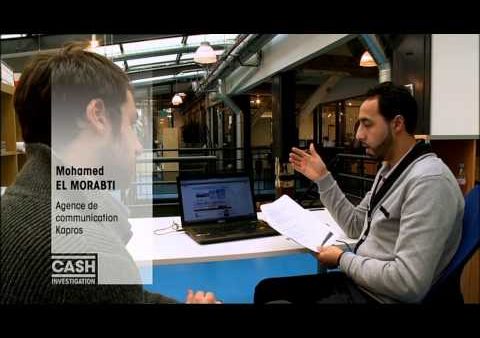 Mohamed
EL MORABTI
Agence de
communication
Kapros
CASH
INVESTIGATION